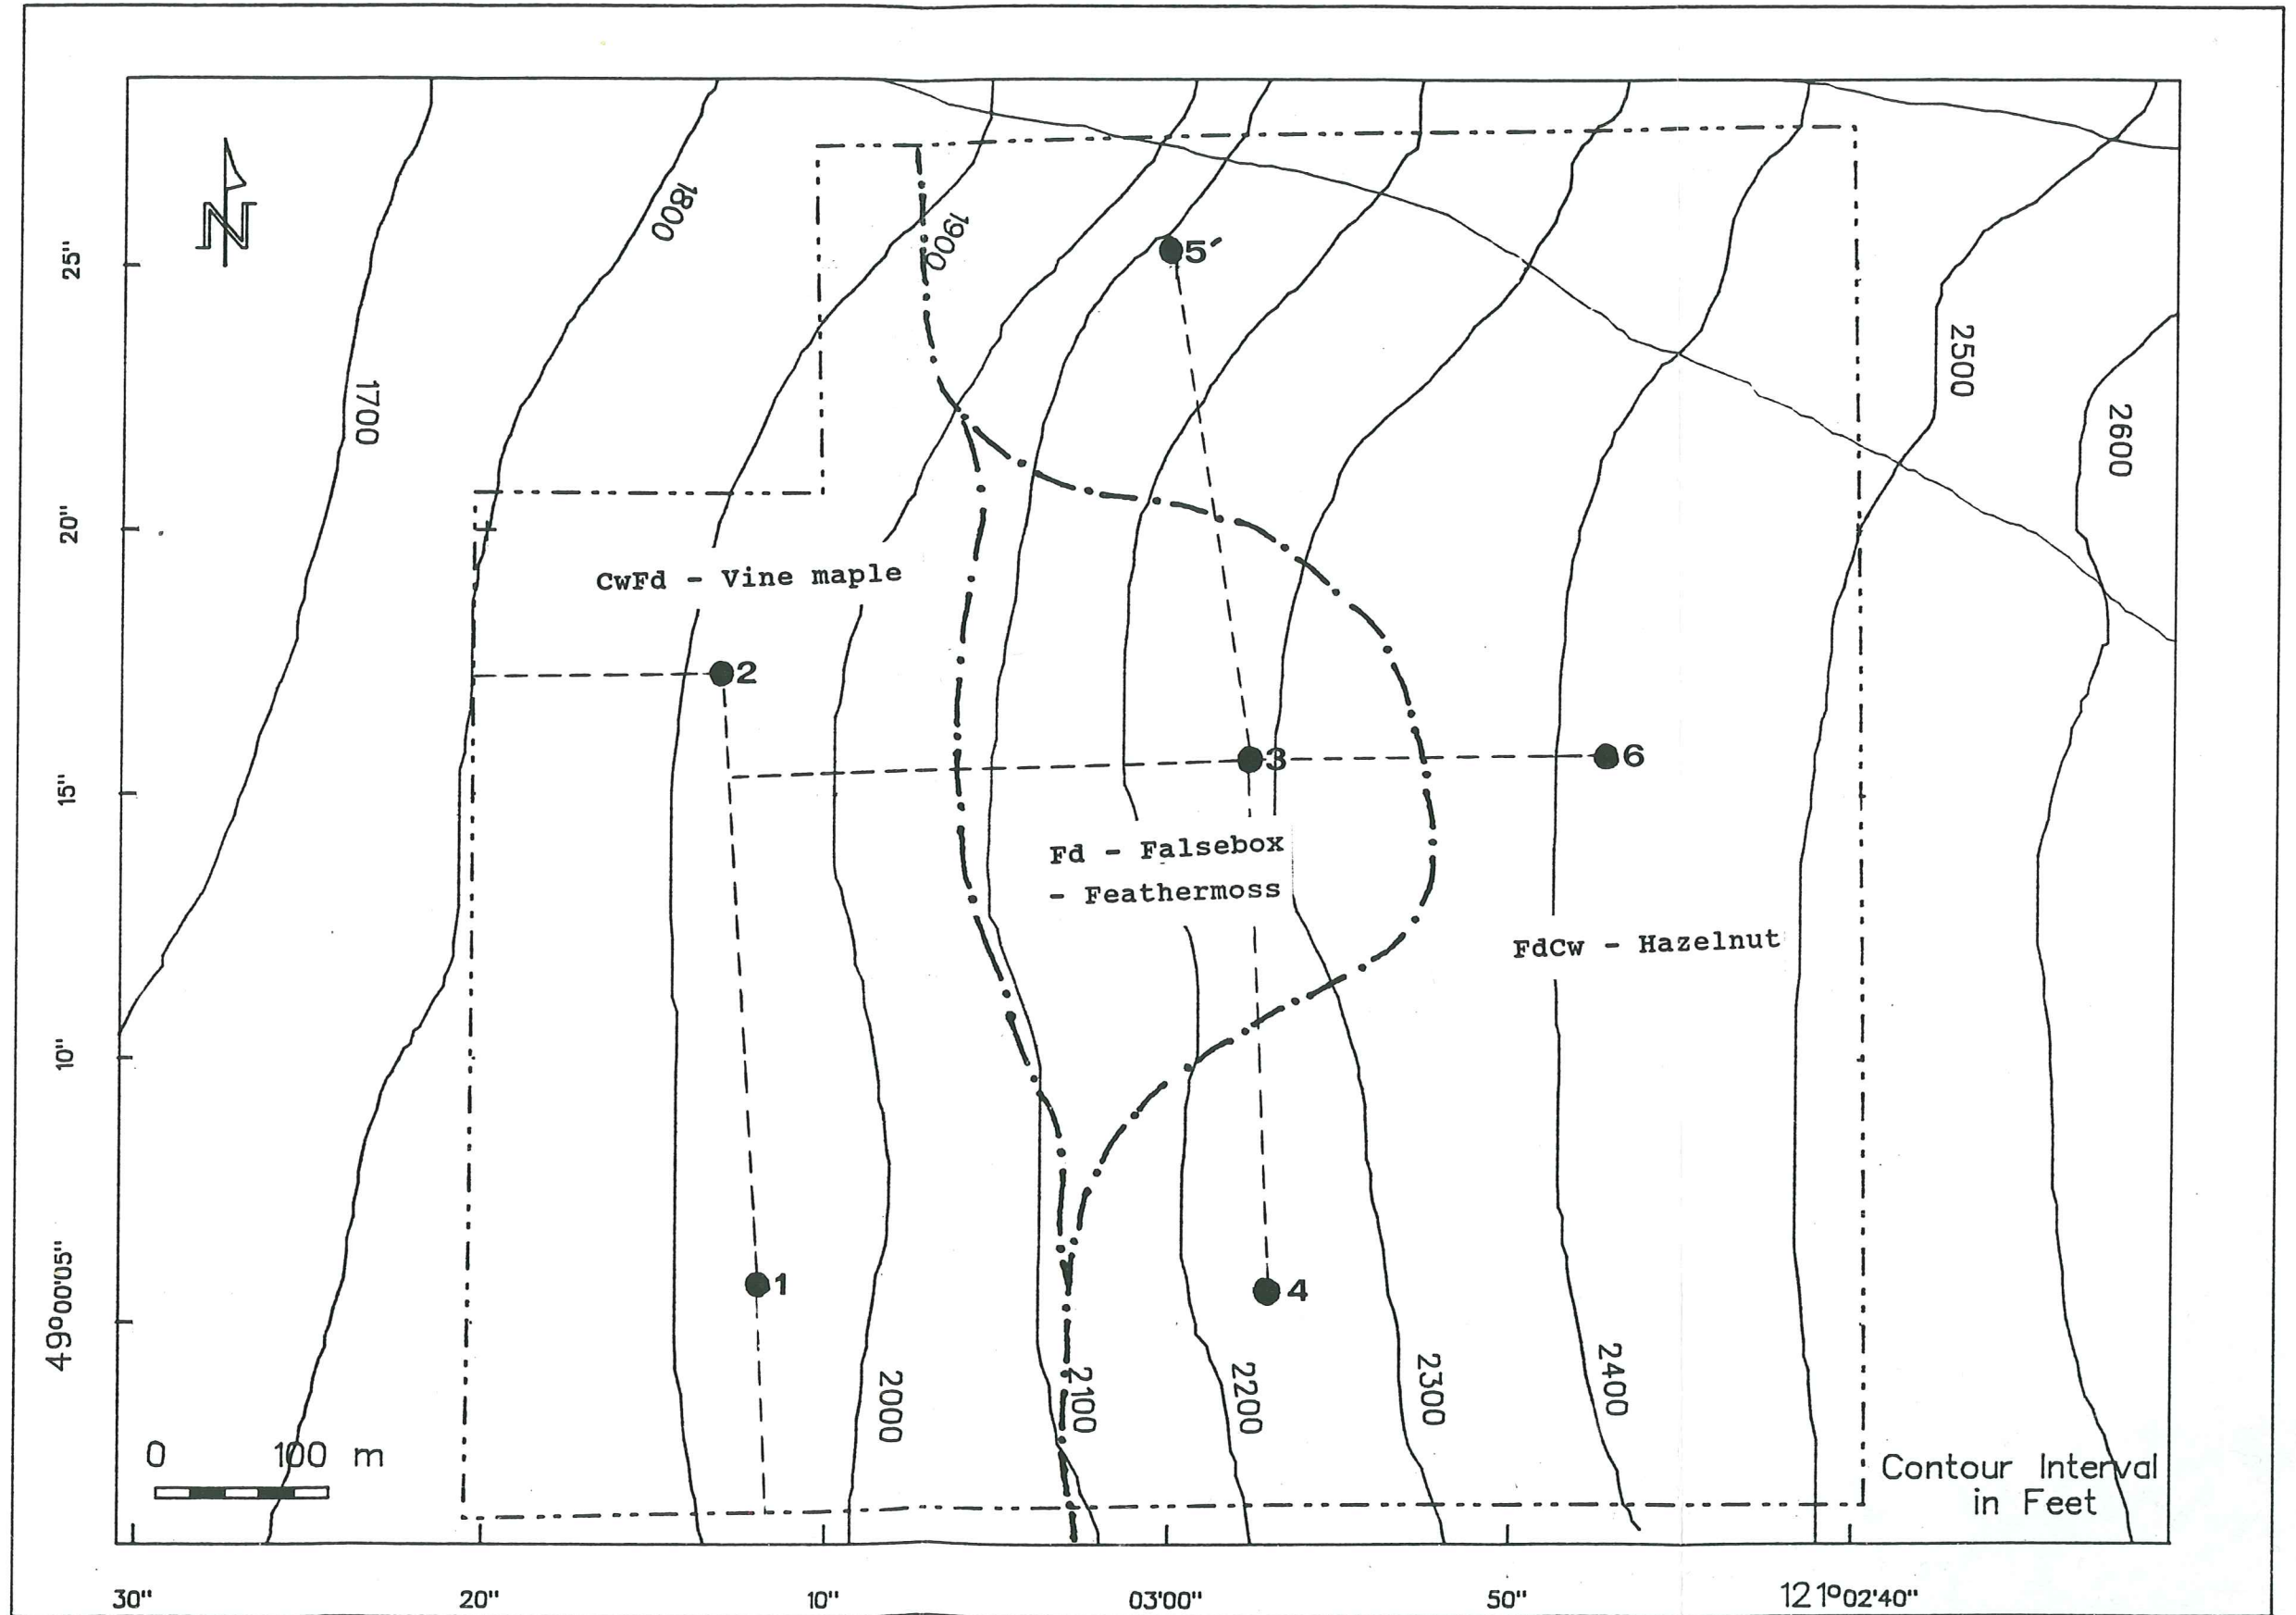 N
1800
1900
5'
25"
2500
1700
2600
20"
CwFd - Vine maple
2
3
6
15"
Fd - Falsebox
- Feathermoss
FdCw - Hazelnut
10"
1
4
49°00'05"
2000
2100
2200
2300
2400
0 100 m
Contour Interval
in Feet
30" 20" 10" 03'00" 50" 121°02'40"